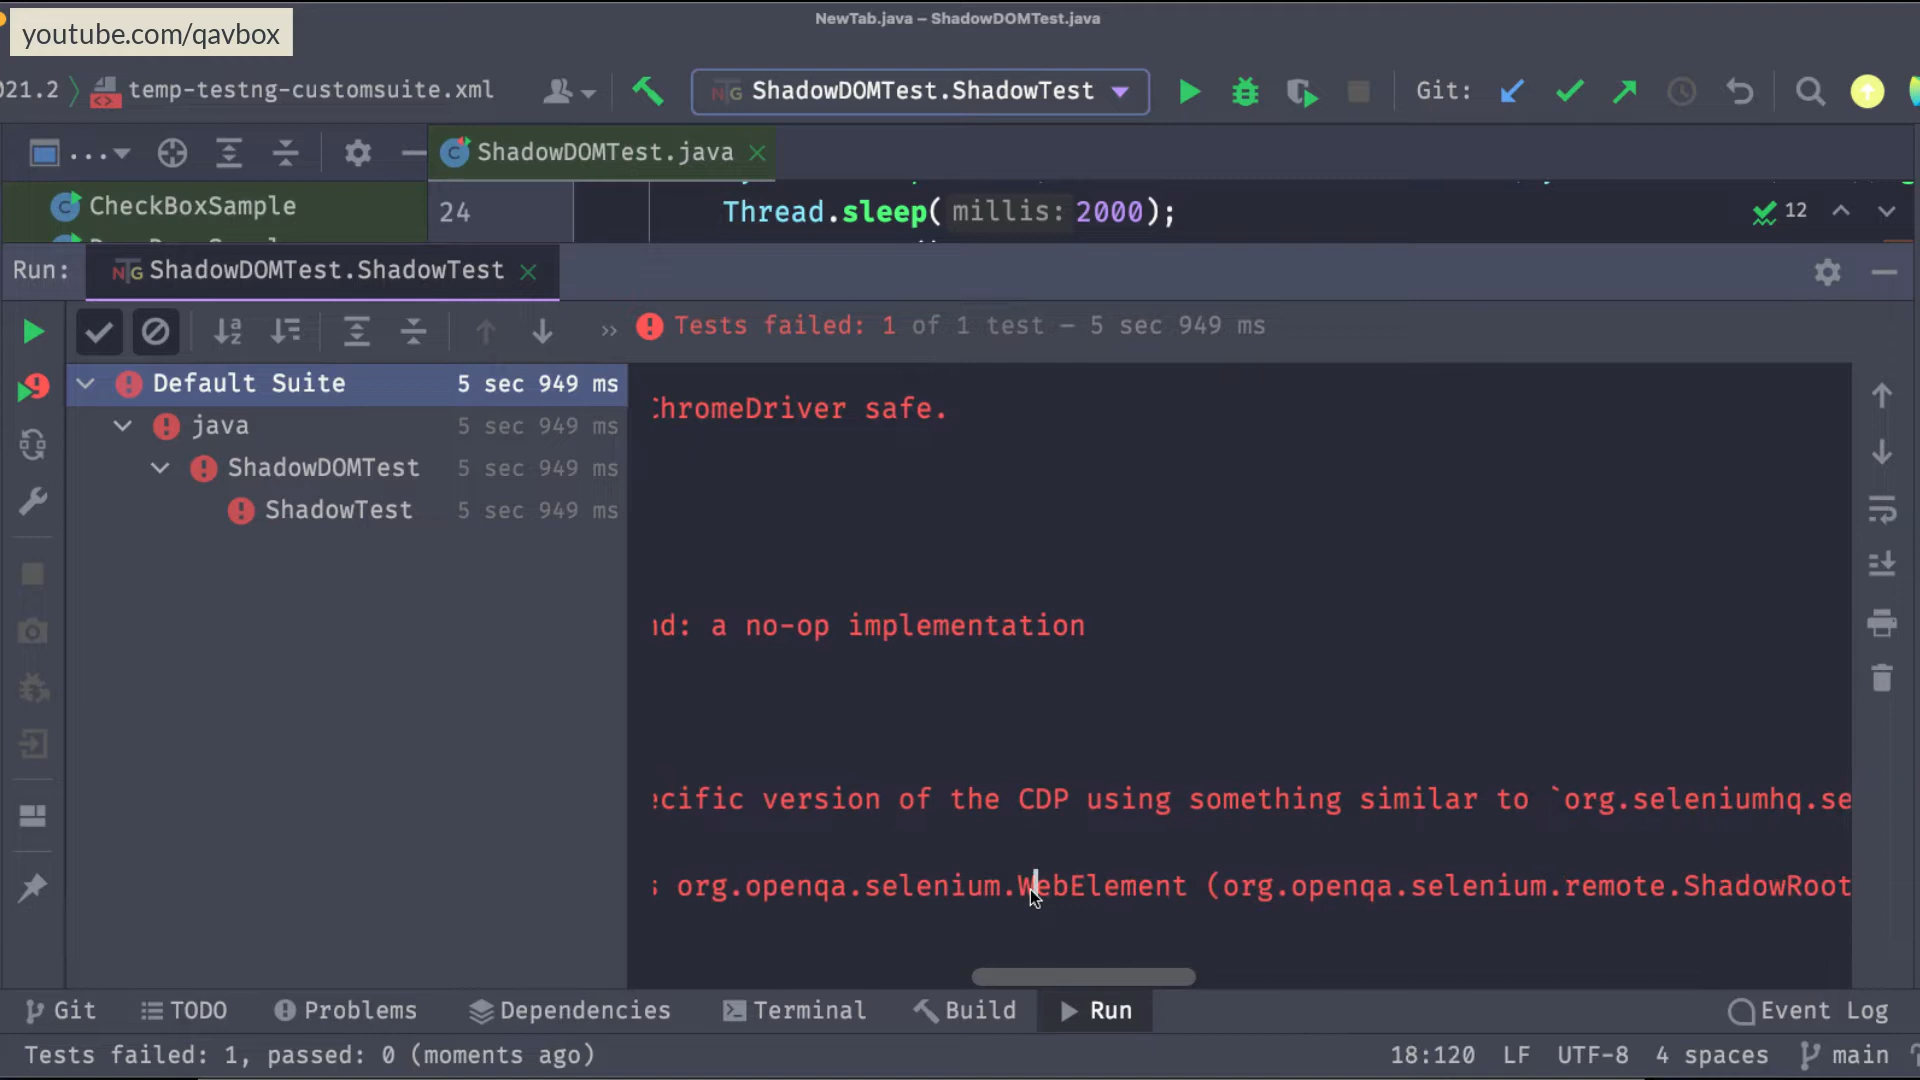 NewTab.java – ShadowDOMTest.java
youtube.com/qavbox
021.2 temp-testng-customsuite.xml ShadowDOMTest.ShadowTest Git:
... ShadowDOMTest.java
CheckBoxSample 24 Thread.sleep( millis: 2000); 12
Run: ShadowDOMTest.ShadowTest
Tests failed: 1 of 1 test – 5 sec 949 ms
Default Suite 5 sec 949 ms
ChromeDriver safe.
java 5 sec 949 ms
ShadowDOMTest 5 sec 949 ms
ShadowTest 5 sec 949 ms
nd: a no-op implementation
ecific version of the CDP using something similar to `org.seleniumhq.se
: org.openqa.selenium.WebElement (org.openqa.selenium.remote.ShadowRoot
Git TODO Problems Dependencies Terminal Build Run Event Log
Tests failed: 1, passed: 0 (moments ago) 18:120 LF UTF-8 4 spaces main